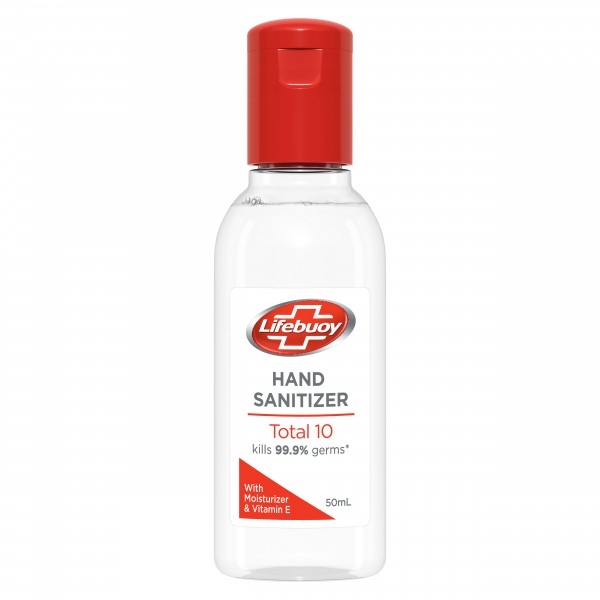 Lifebuoy
HAND
SANITIZER
Total 10
kills 99.9% germs*
With
Moisturizer
& Vitamin E
50mL